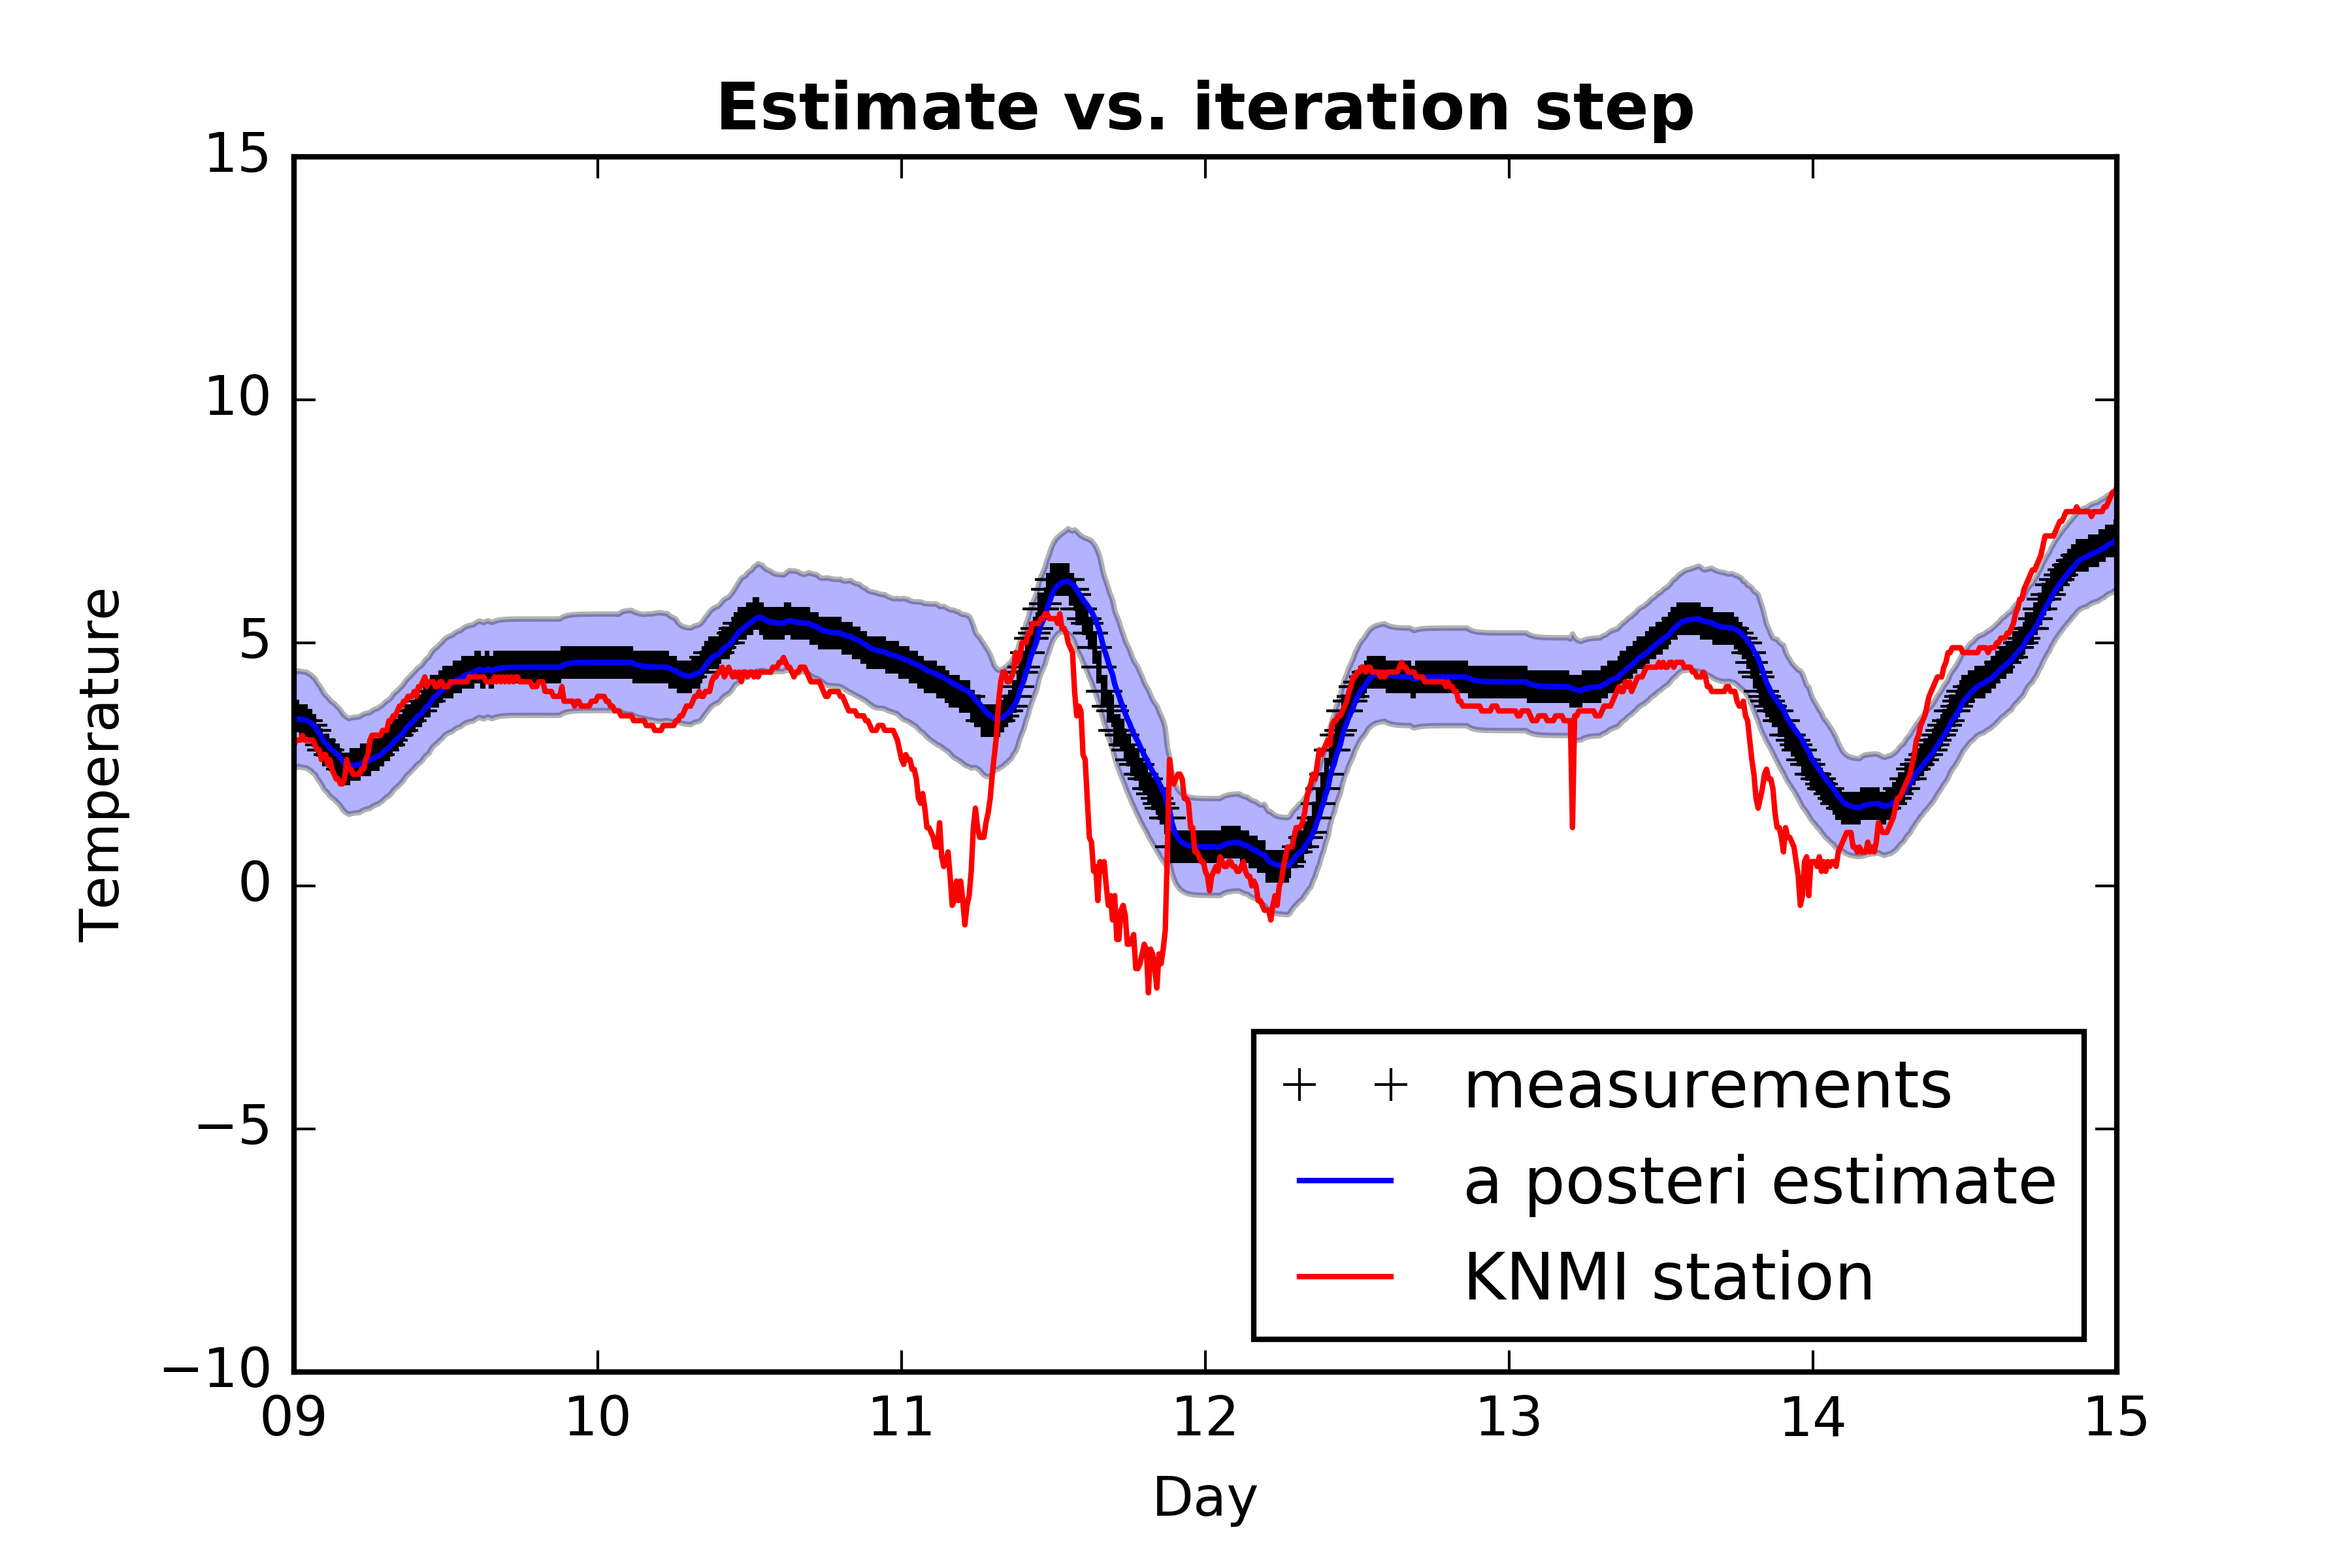 Estimate vs. iteration step
15
10
5
0
−5
−10
Temperature
measurements
a posteri estimate
KNMI station
09 10 11 12 13 14 15
Day